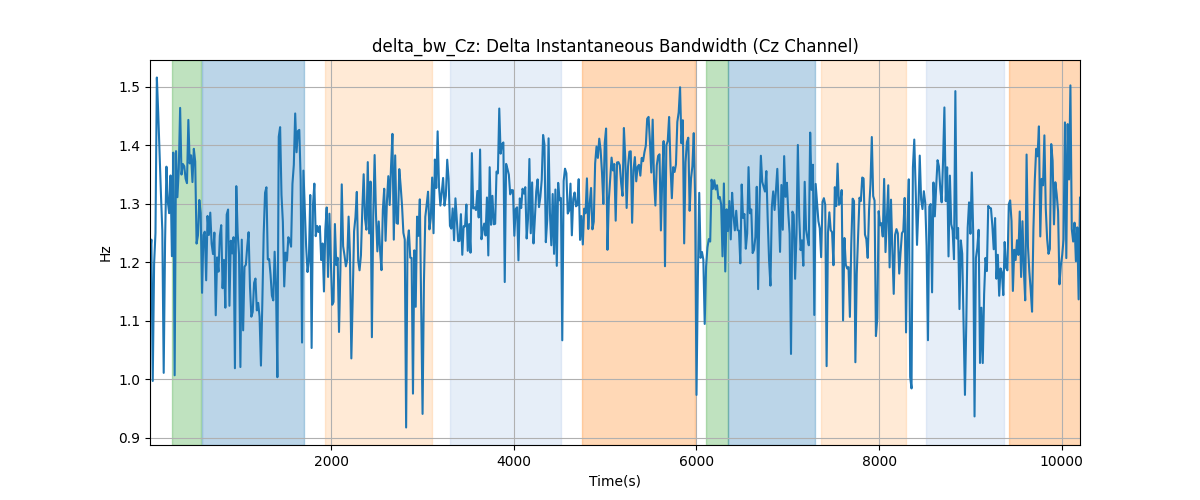 delta_bw_Cz: Delta Instantaneous Bandwidth (Cz Channel)
1.5
1.4
1.3
1.2
1.1
1.0
0.9
Hz
2000 4000 6000 8000 10000
Time(s)